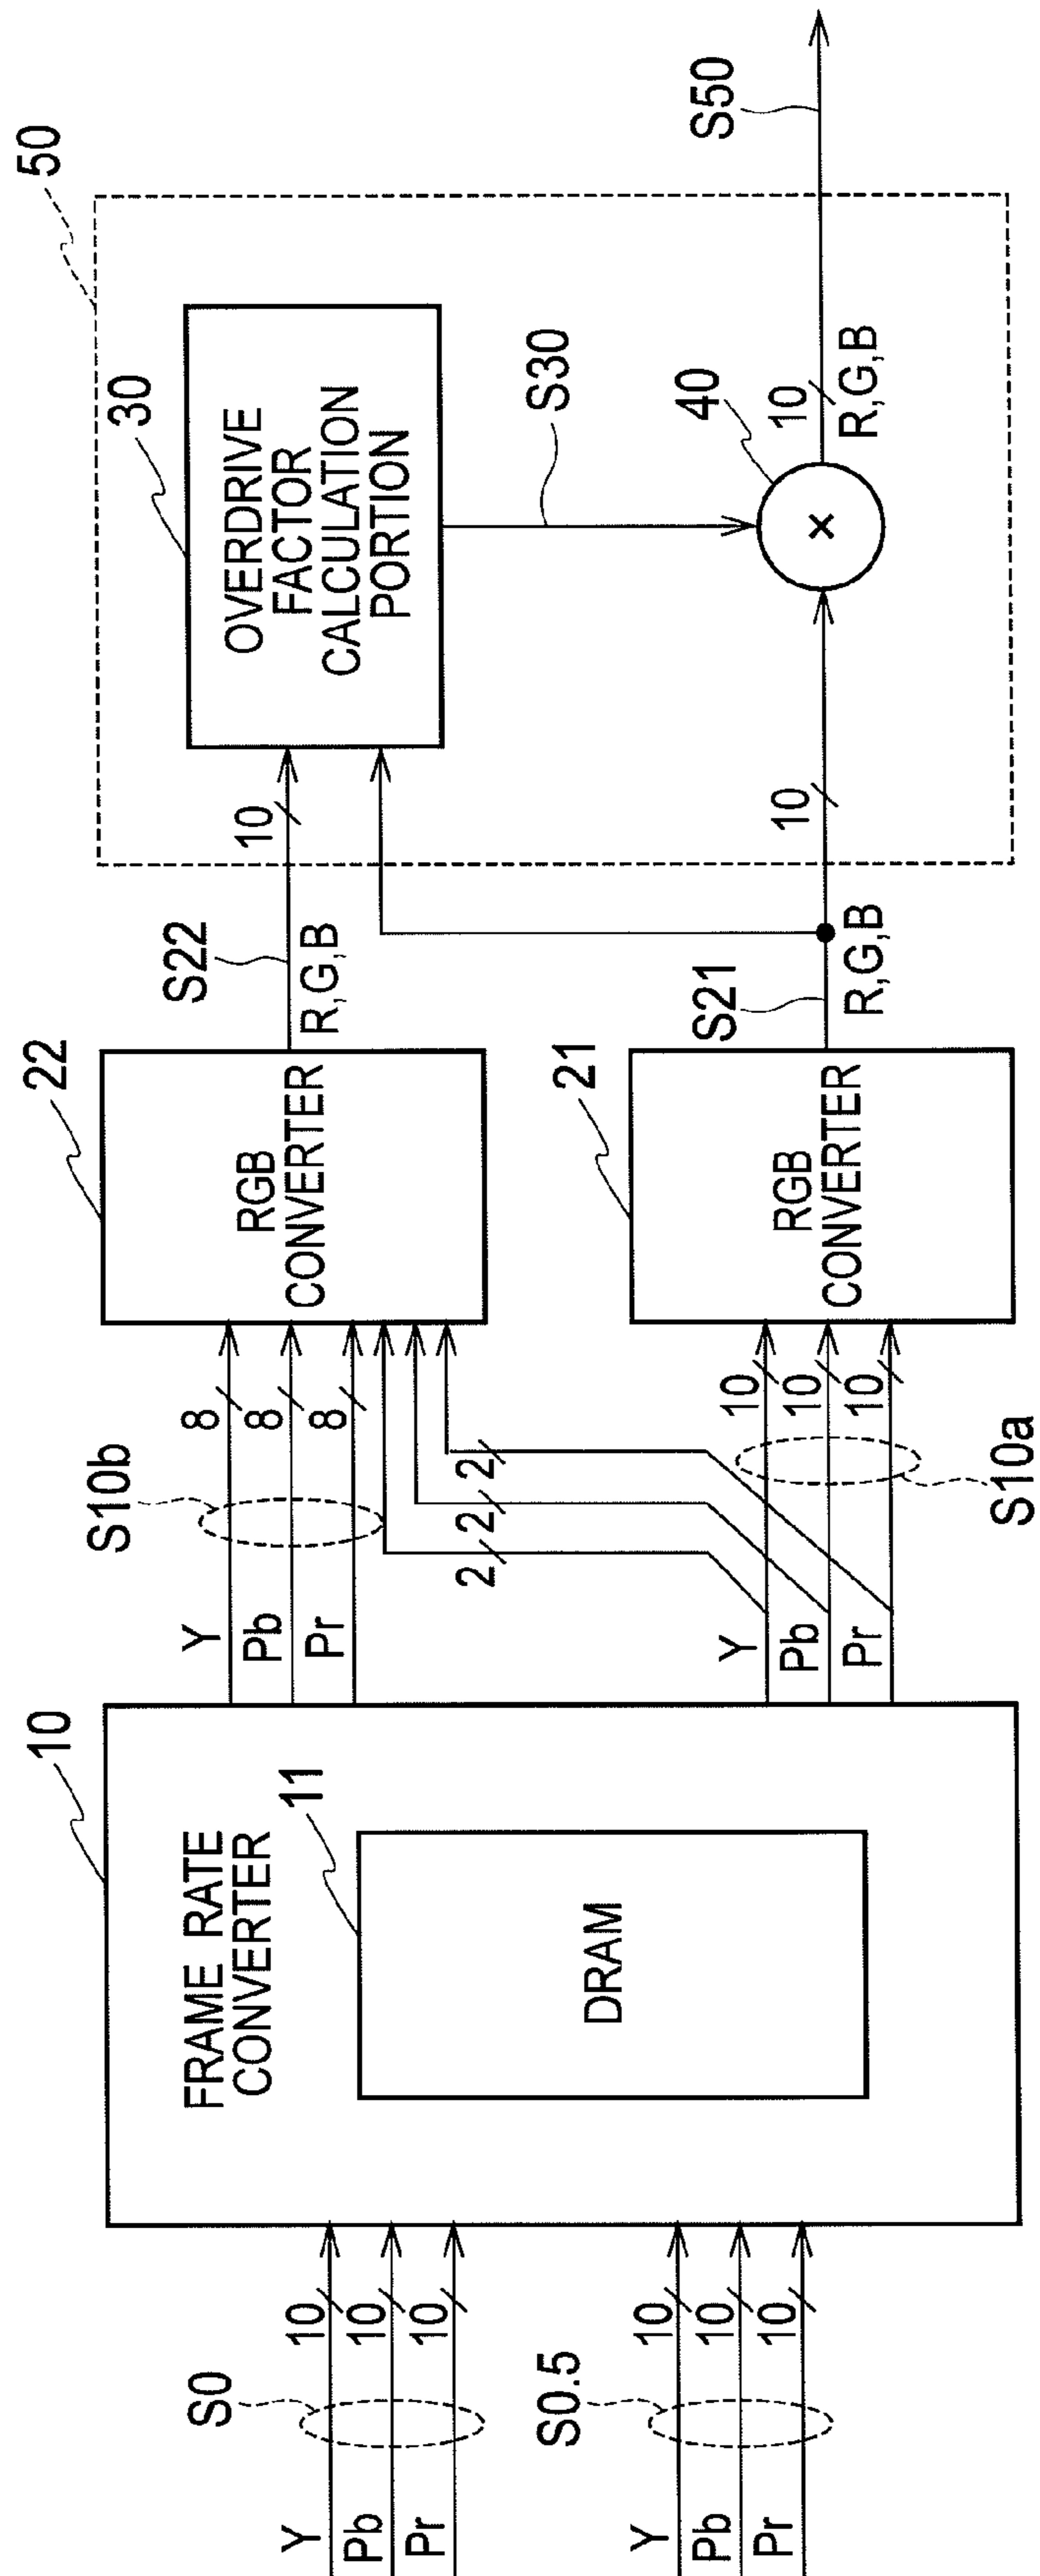 S0
Y
10
Pb
10
Pr
10
S0.5
Y
10
Pb
10
Pr
10
10
FRAME RATE
CONVERTER
11
DRAM
S10b
Y
8
Pb
8
Pr
8
2
2
2
Y
10
Pb
10
Pr
10
S10a
22
RGB
CONVERTER
21
RGB
CONVERTER
S22
R,G,B
10
S21
R,G,B
10
50
30
OVERDRIVE
FACTOR
CALCULATION
PORTION
S30
40
×
10
R,G,B
S50